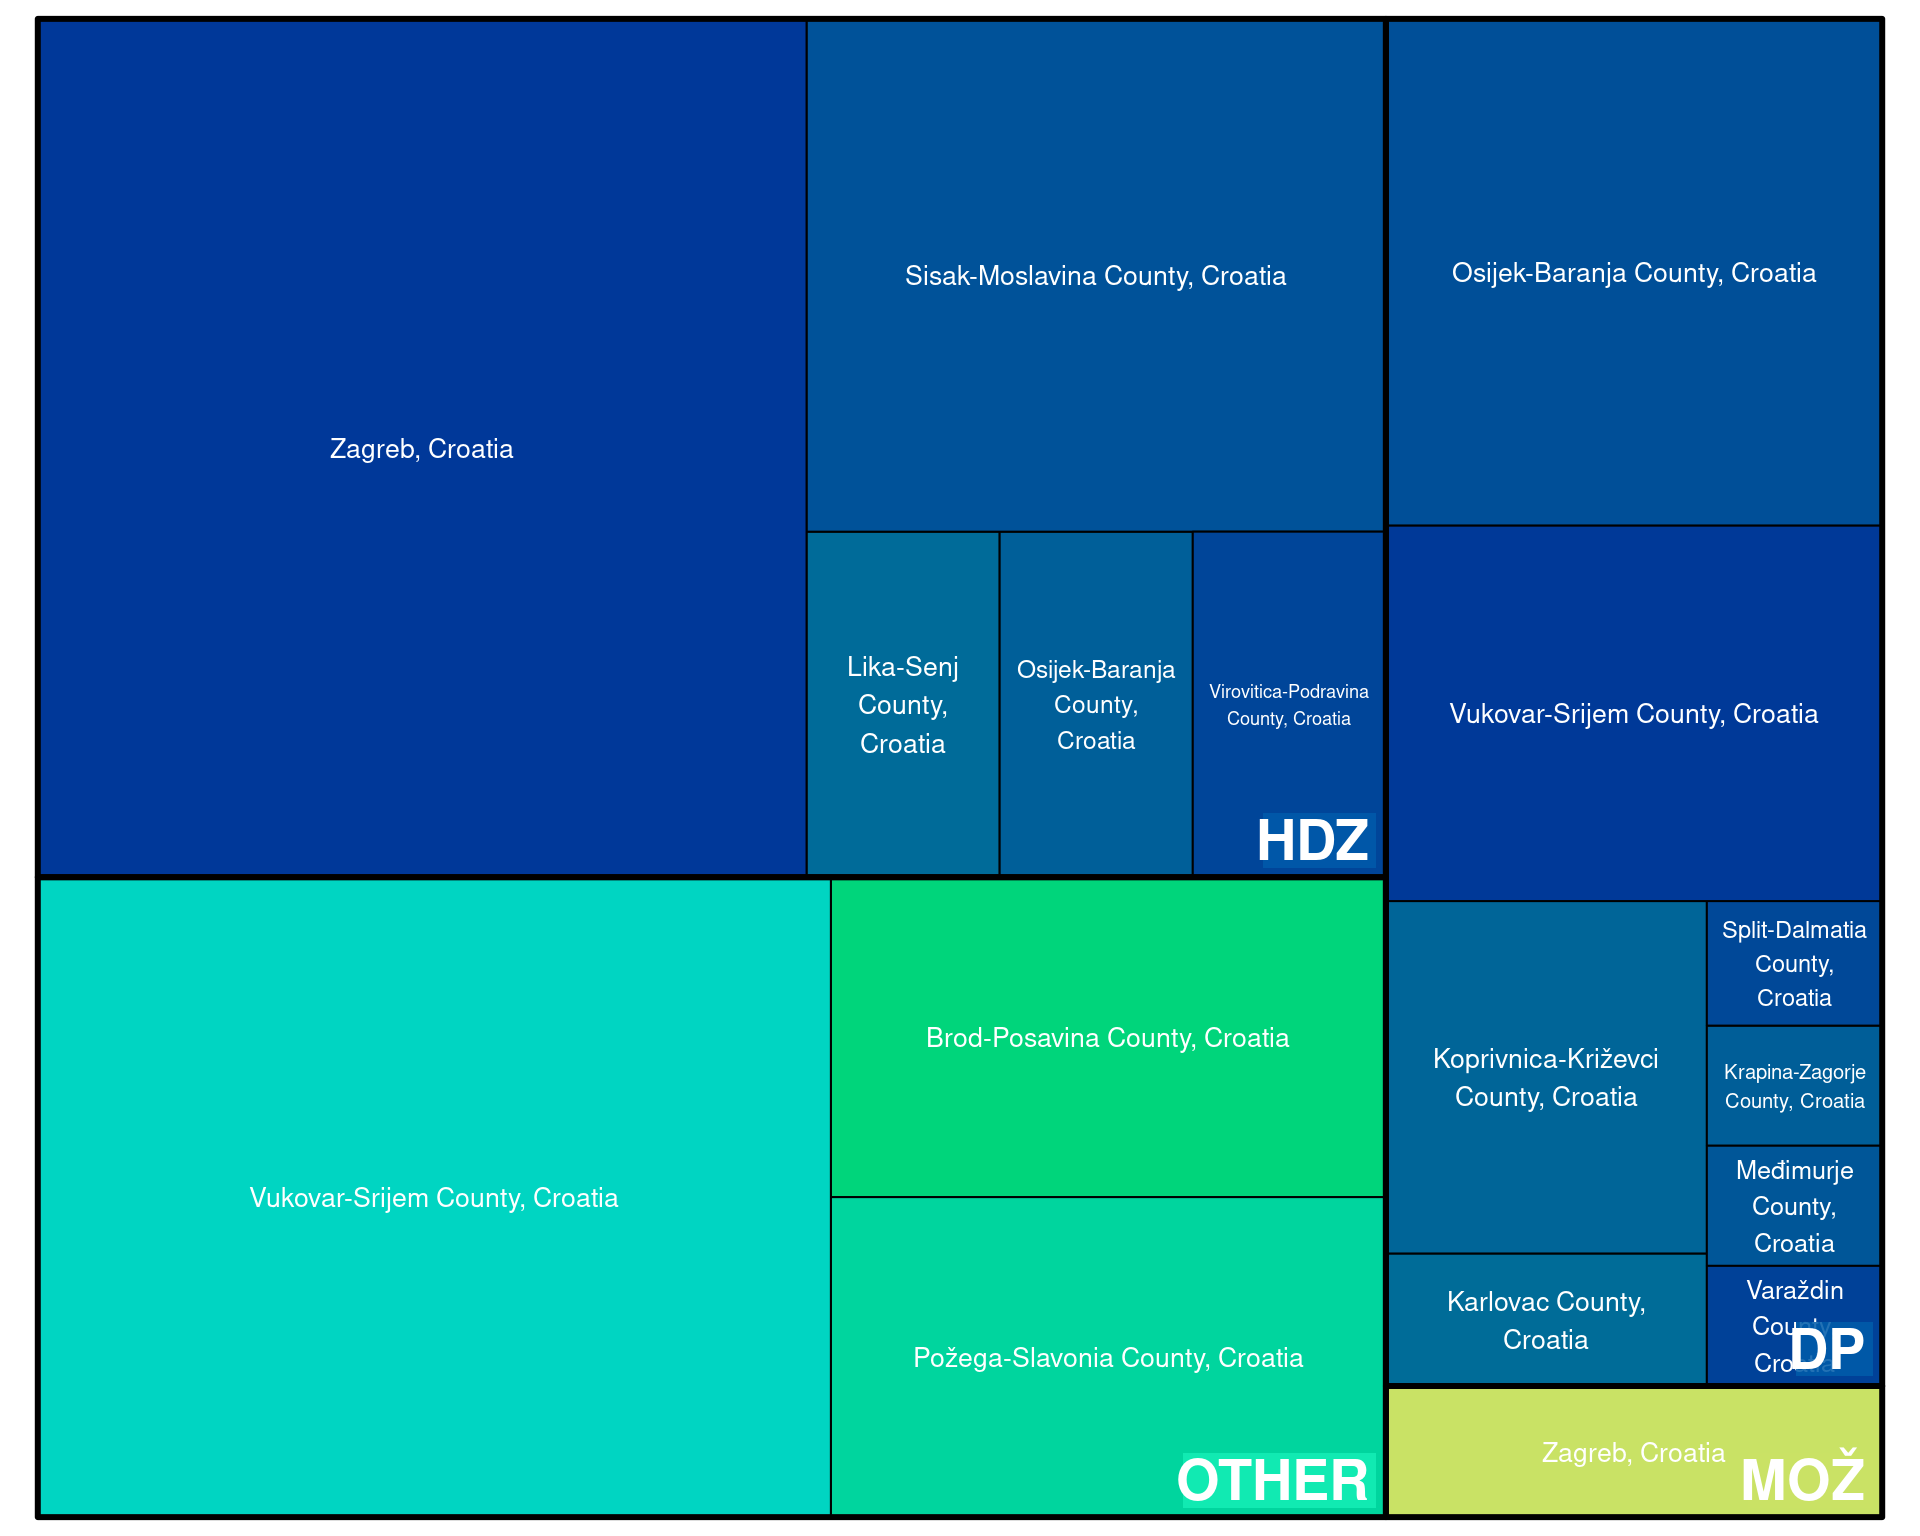 Zagreb, Croatia
Sisak-Moslavina County, Croatia
Lika-Senj
County,
Croatia
Osijek-Baranja
County,
Croatia
Virovitica-Podravina
County, Croatia
HDZ
Osijek-Baranja County, Croatia
Vukovar-Srijem County, Croatia
Koprivnica-Križevci
County, Croatia
Karlovac County,
Croatia
Split-Dalmatia
County,
Croatia
Krapina-Zagorje
County, Croatia
Međimurje
County,
Croatia
Varaždin
County,
Croatia
DP
Vukovar-Srijem County, Croatia
Brod-Posavina County, Croatia
Požega-Slavonia County, Croatia
OTHER
Zagreb, Croatia
MOŽ